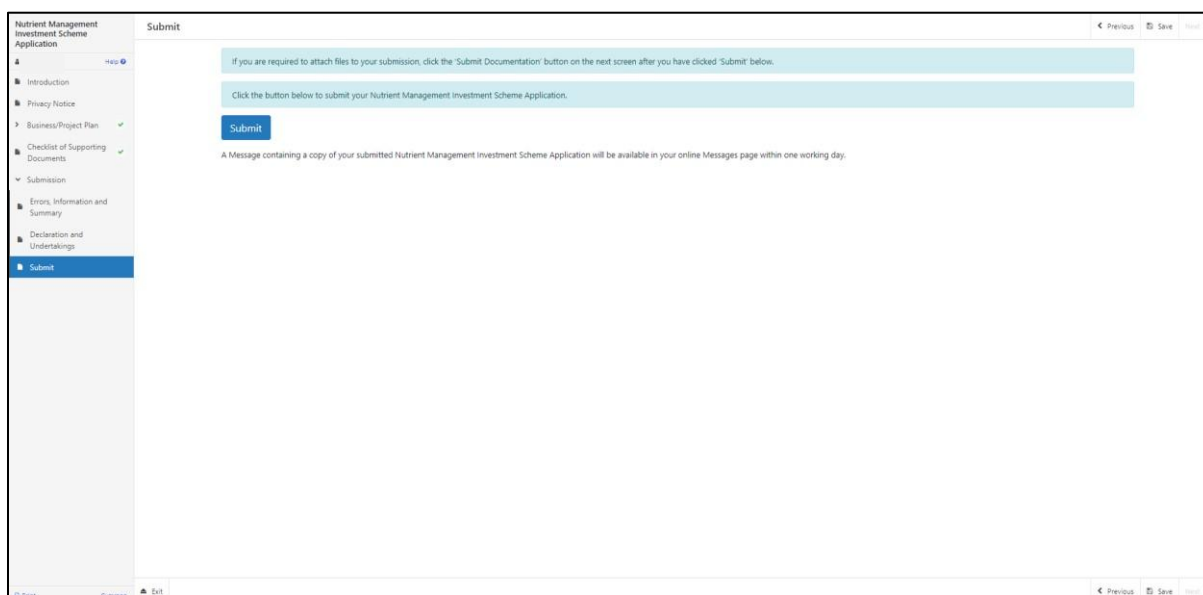 Nutrient Management
Investment Scheme
Application
Submit
Previous
Save
Next
Help
Introduction
Privacy Notice
Business/Project Plan
Checklist of Supporting
Documents
Submission
Errors, Information and
Summary
Declaration and
Undertakings
Submit
If you are required to attach files to your submission, click the 'Submit Documentation' button on the next screen after you have clicked 'Submit' below.
Click the button below to submit your Nutrient Management Investment Scheme Application.
Submit
A Message containing a copy of your submitted Nutrient Management Investment Scheme Application will be available in your online Messages page within one working day.
Exit
Previous
Save
Next